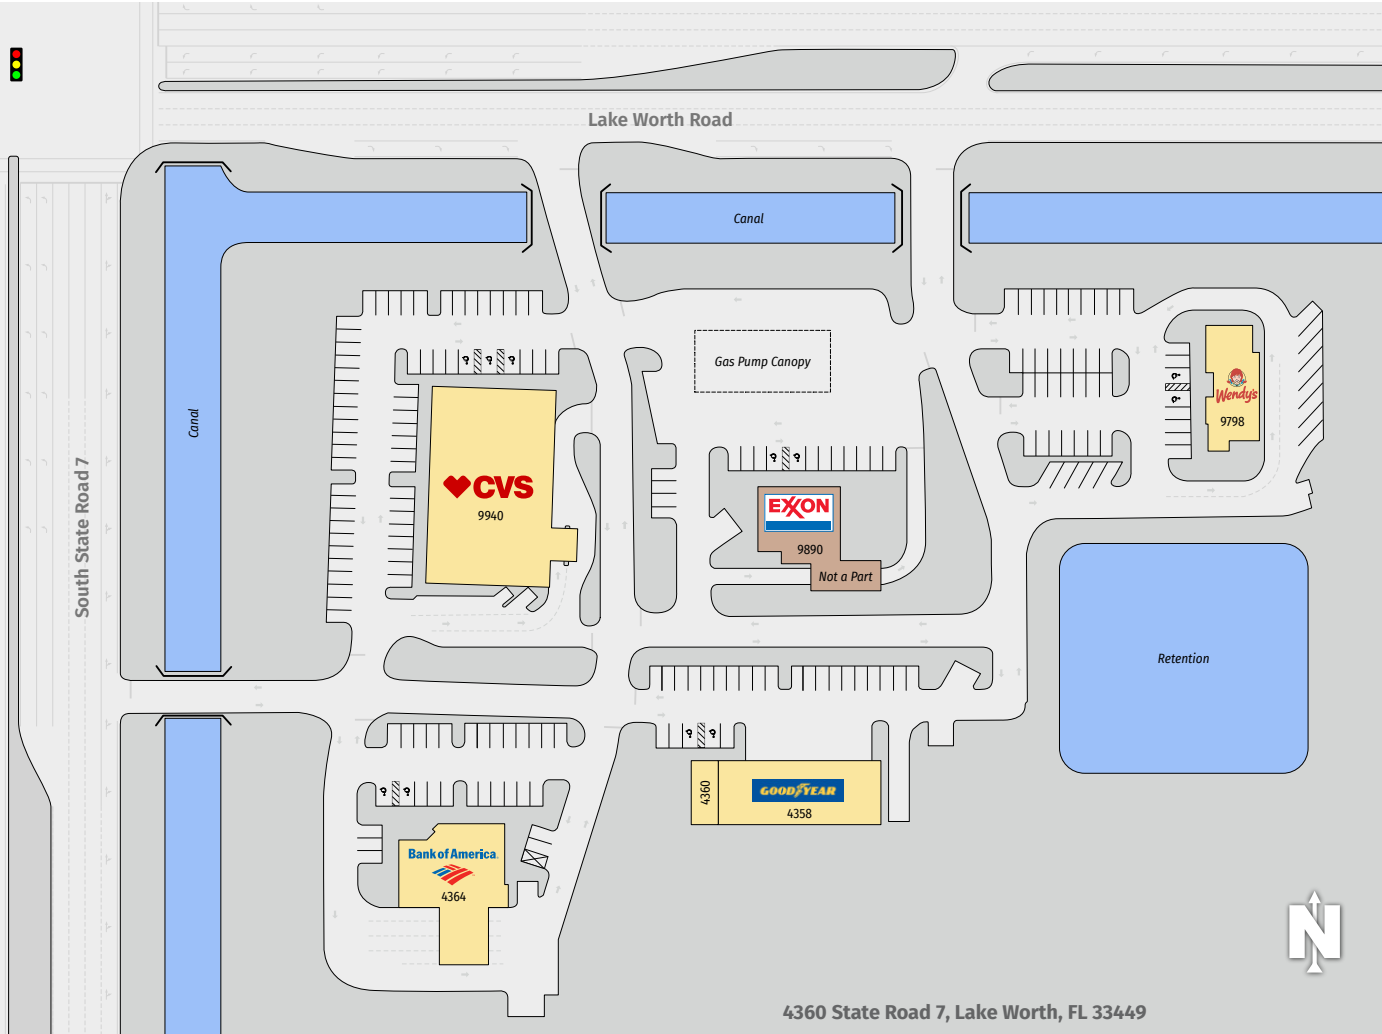 Lake Worth Road
Canal
Canal
South State Road 7
Gas Pump Canopy
Wendy's
9798
CVS
9940
EXXON
9890
Not a Part
Retention
4360
GOODYEAR
4358
Bank of America
4364
N
4360 State Road 7, Lake Worth, FL 33449